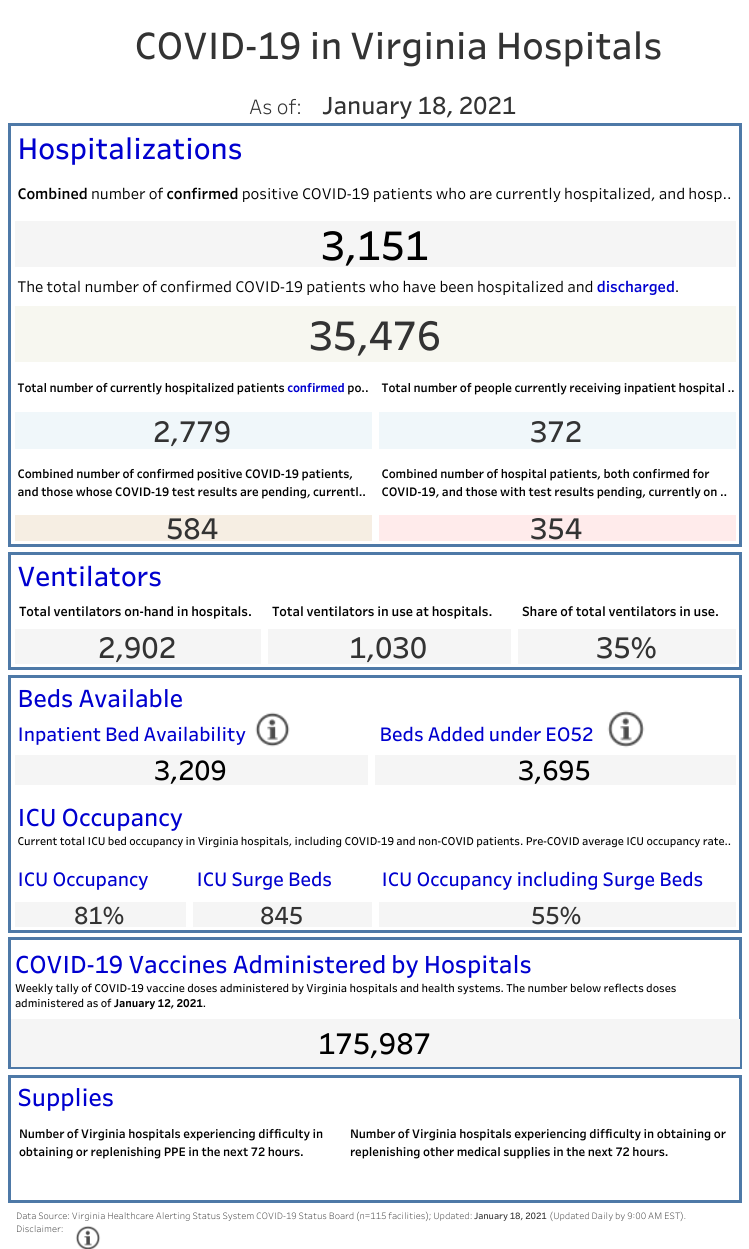 COVID-19 in Virginia Hospitals
As of: January 18, 2021
Hospitalizations
Combined number of confirmed positive COVID-19 patients who are currently hospitalized, and hosp..
3,151
The total number of confirmed COVID-19 patients who have been hospitalized and discharged.
35,476
Total number of currently hospitalized patients confirmed po..
Total number of people currently receiving inpatient hospital ..
2,779
372
Combined number of confirmed positive COVID-19 patients,
and those whose COVID-19 test results are pending, currentl..
Combined number of hospital patients, both confirmed for
COVID-19, and those with test results pending, currently on ..
584
354
Ventilators
Total ventilators on-hand in hospitals.
Total ventilators in use at hospitals.
Share of total ventilators in use.
2,902
1,030
35%
Beds Available
Inpatient Bed Availability
Beds Added under EO52
3,209
3,695
ICU Occupancy
Current total ICU bed occupancy in Virginia hospitals, including COVID-19 and non-COVID patients. Pre-COVID average ICU occupancy rate..
ICU Occupancy
ICU Surge Beds
ICU Occupancy including Surge Beds
81%
845
55%
COVID-19 Vaccines Administered by Hospitals
Weekly tally of COVID-19 vaccine doses administered by Virginia hospitals and health systems. The number below reflects doses
administered as of January 12, 2021.
175,987
Supplies
Number of Virginia hospitals experiencing difficulty in
obtaining or replenishing PPE in the next 72 hours.
Number of Virginia hospitals experiencing difficulty in obtaining or
replenishing other medical supplies in the next 72 hours.
Data Source: Virginia Healthcare Alerting Status System COVID-19 Status Board (n=115 facilities); Updated: January 18, 2021 (Updated Daily by 9:00 AM EST).
Disclaimer: